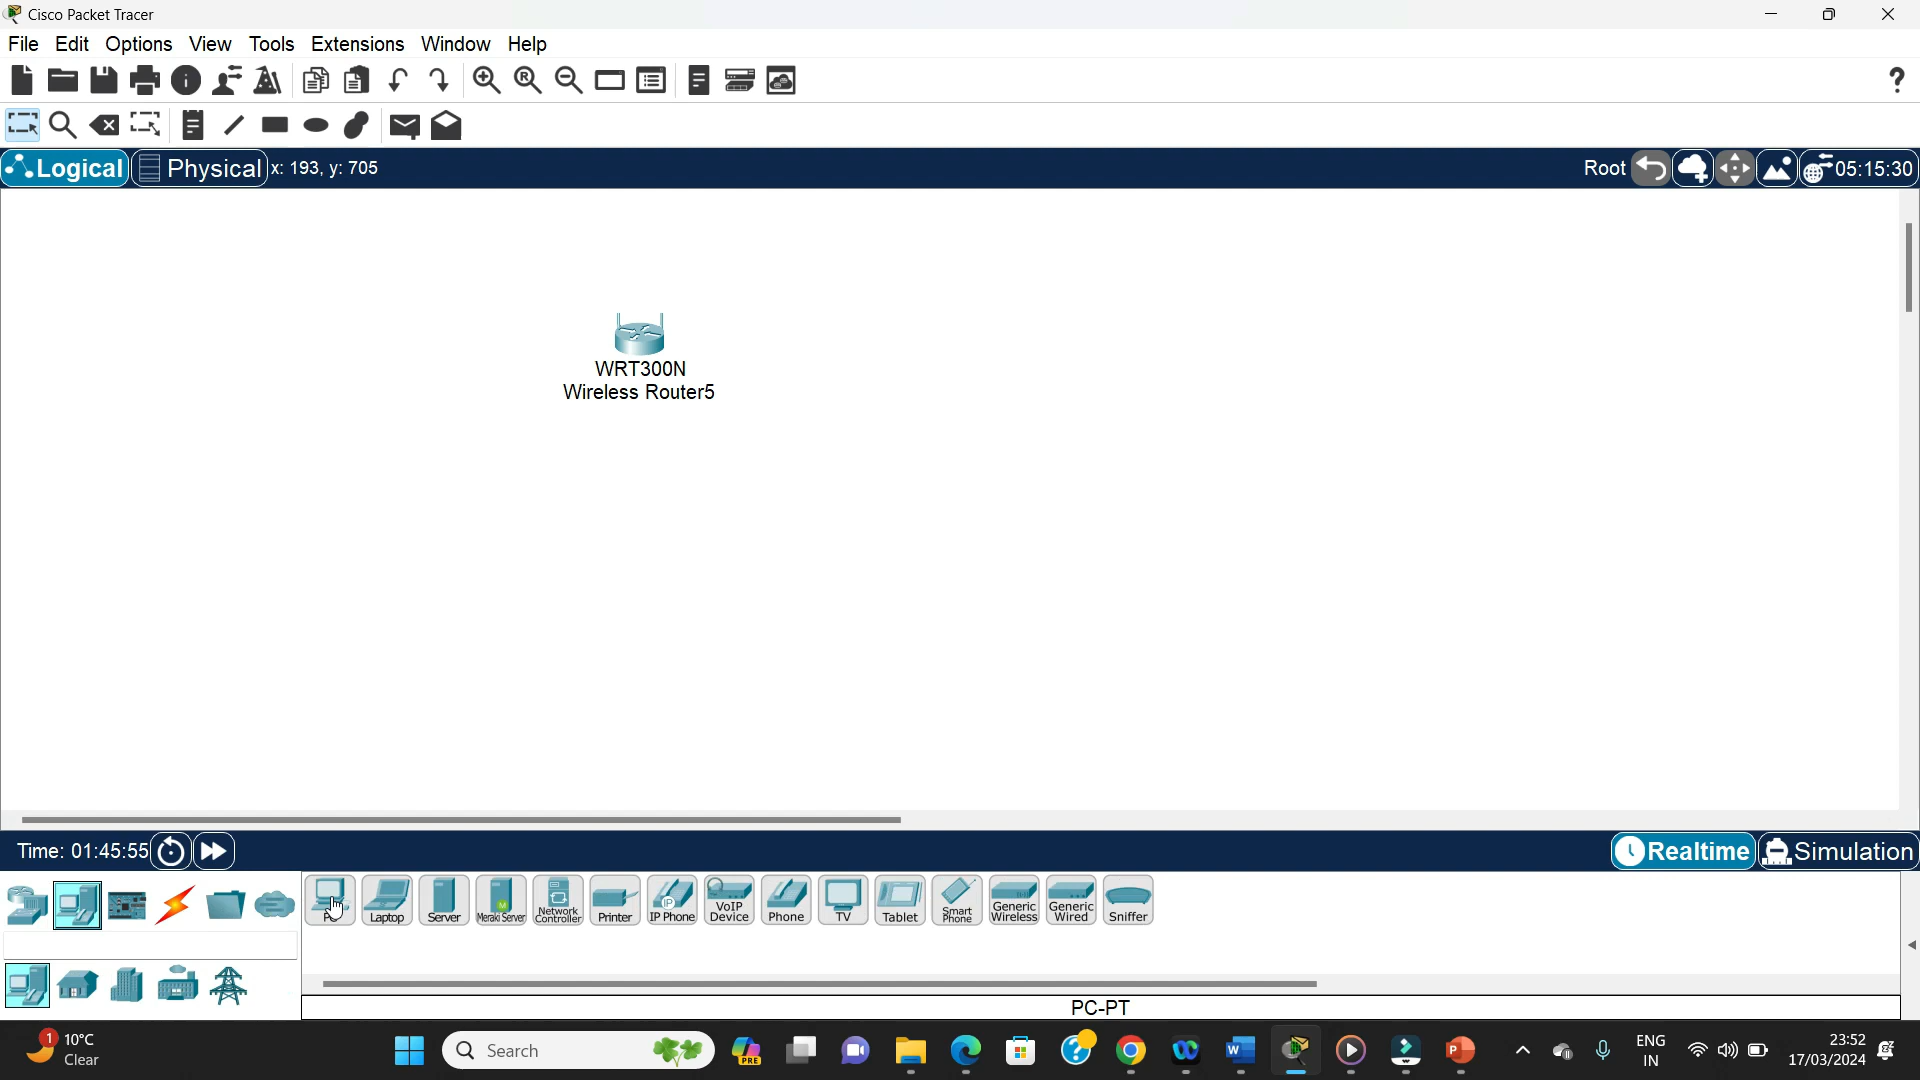 Cisco Packet Tracer
File Edit Options View Tools Extensions Window Help
Logical Physical x: 193, y: 705 Root 05:15:30
WRT300N
Wireless Router5
Time: 01:45:55 Realtime Simulation
PC Laptop Server Meraki Server Network Controller Printer IP Phone VoIP Device Phone TV Tablet Smart Phone Generic Wireless Generic Wired Sniffer
PC-PT
1 10°C
Clear
Search
PRE
ENG
IN
23:52
17/03/2024